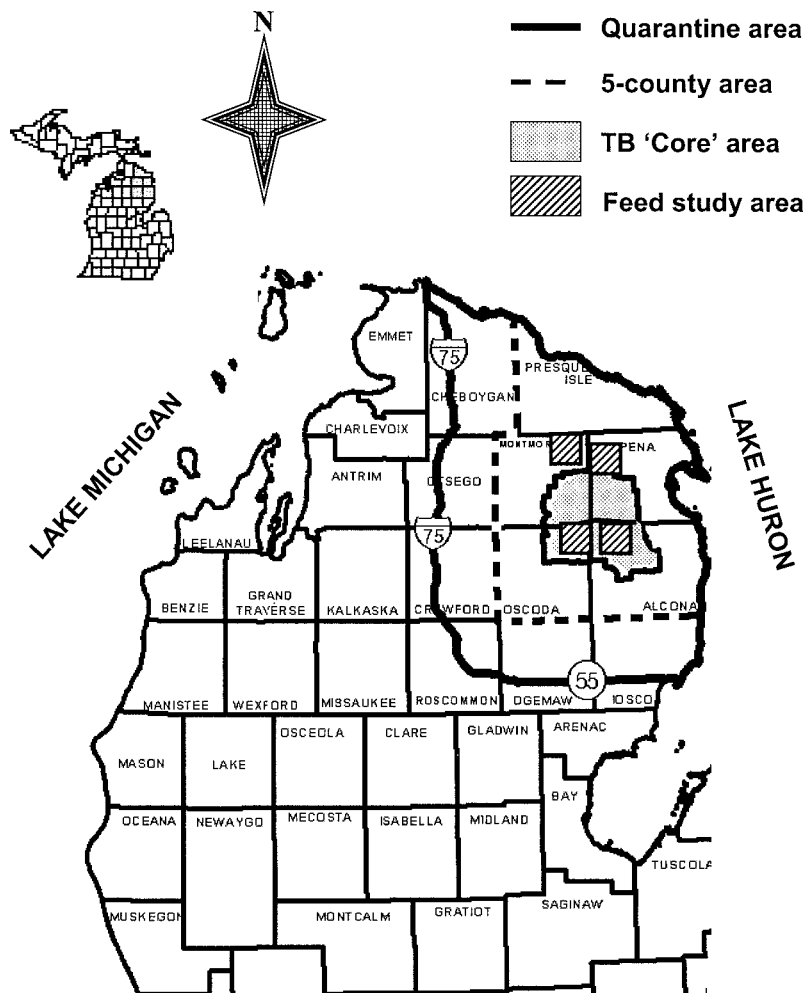 N
Quarantine area
5-county area
TB 'Core' area
Feed study area
LAKE MICHIGAN
LAKE HURON
EMMET
75
CHEBOYGAN
PRESQUE
ISLE
CHARLEVOIX
MONTMOR
PENA
ANTRIM
OTSEGO
75
LEELANAU
BENZIE
GRAND
TRAVERSE
KALKASKA
CRAWFORD
OSCODA
ALCONA
55
MANISTEE
WEXFORD
MISSAUKEE
ROSCOMMON
OGEMAW
IOSCO
OSCEOLA
CLARE
GLADWIN
ARENAC
MASON
LAKE
BAY
OCEANA
NEWAYGO
MECOSTA
ISABELLA
MIDLAND
TUSCOLA
MUSKEGON
MONTCALM
GRATIOT
SAGINAW